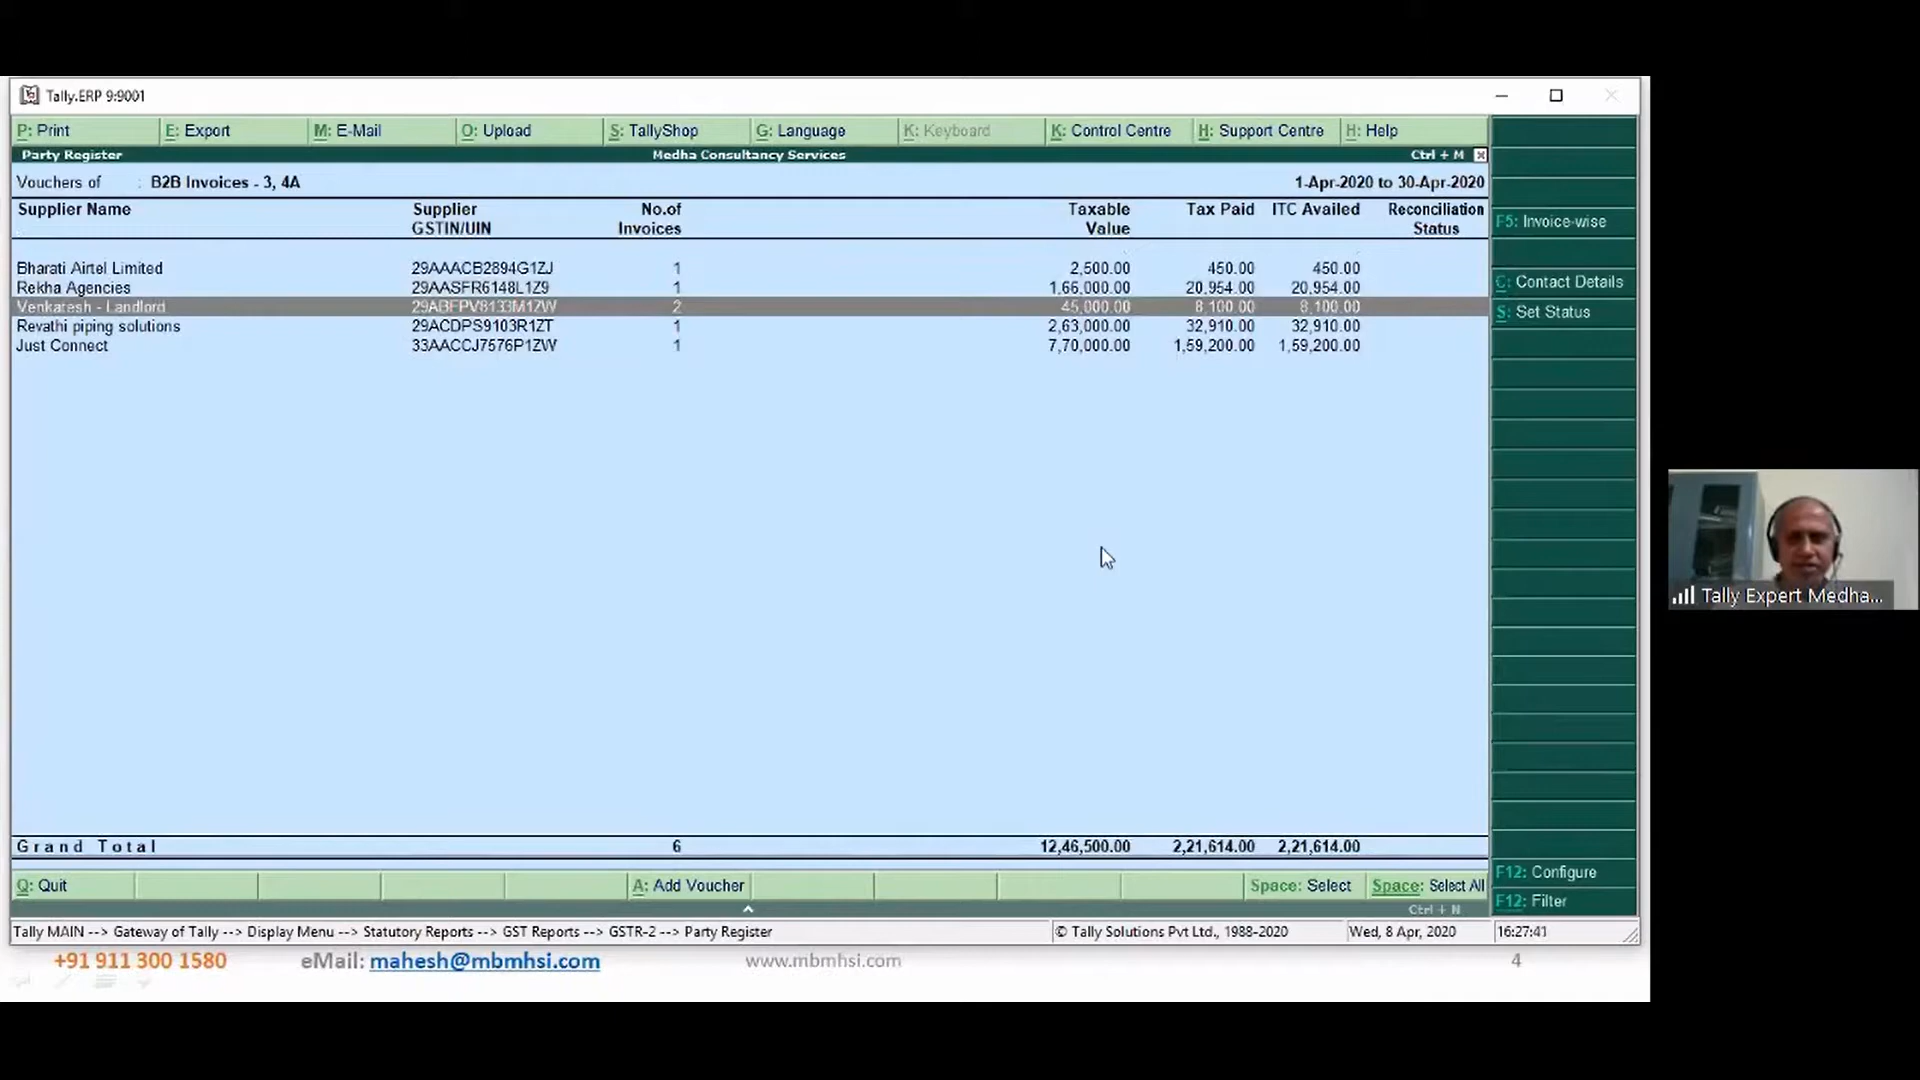 Tally.ERP 9:9001
P: Print E: Export M: E-Mail O: Upload S: TallyShop G: Language K: Keyboard K: Control Centre H: Support Centre H: Help
Party Register Medha Consultancy Services Ctrl + M
Vouchers of : B2B Invoices - 3, 4A 1-Apr-2020 to 30-Apr-2020
Supplier Name Supplier No.of Taxable Tax Paid ITC Availed Reconciliation
GSTIN/UIN Invoices Value Status
F5: Invoice-wise
Bharati Airtel Limited 29AAACB2894G1ZJ 1 2,500.00 450.00 450.00
C: Contact Details
Rekha Agencies 29AASFR6148L1Z9 1 1,66,000.00 20,954.00 20,954.00
Venkatesh - Landlord 29ABFPV8133M1ZW 2 45,000.00 8,100.00 8,100.00
S: Set Status
Revathi piping solutions 29ACDPS9103R1ZT 1 2,63,000.00 32,910.00 32,910.00
Just Connect 33AACCJ7576P1ZW 1 7,70,000.00 1,59,200.00 1,59,200.00
Tally Expert Medha...
Grand Total 6 12,46,500.00 2,21,614.00 2,21,614.00
F12: Configure
Q: Quit A: Add Voucher Space: Select Space: Select All
F12: Filter
Ctrl + N
Tally MAIN --> Gateway of Tally --> Display Menu --> Statutory Reports --> GST Reports --> GSTR-2 --> Party Register © Tally Solutions Pvt Ltd., 1988-2020 Wed, 8 Apr, 2020 16:27:41
+91 911 300 1580 eMail: mahesh@mbmhsi.com www.mbmhsi.com 4